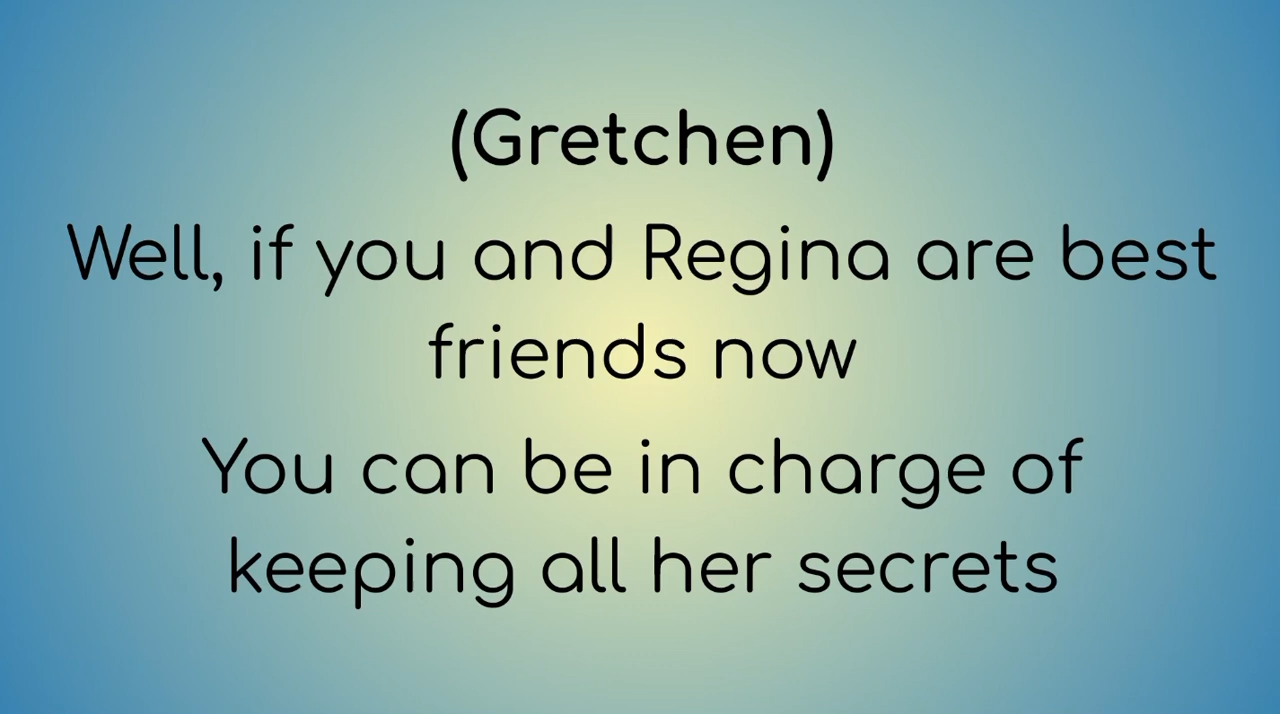 (Gretchen)
Well, if you and Regina are best
friends now
You can be in charge of
keeping all her secrets